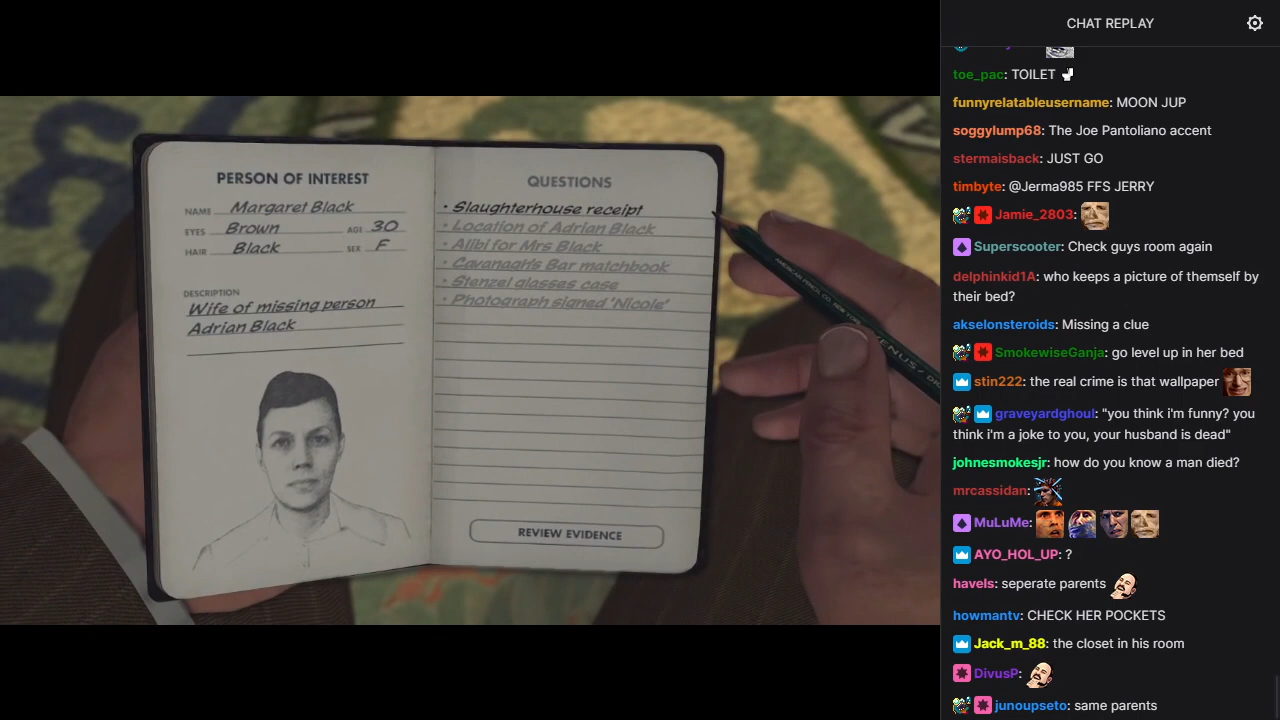 PERSON OF INTEREST
NAME Margaret Black
EYES Brown AGE 30
HAIR Black SEX F
DESCRIPTION
Wife of missing person
Adrian Black
QUESTIONS
• Slaughterhouse receipt
• Location of Adrian Black
• Alibi for Mrs Black
• Cavanagh's Bar matchbook
• Stenzel glasses case
• Photograph signed 'Nicole'
REVIEW EVIDENCE
AMERICAN PENCIL CO. NEW YORK
VENUS
CHAT REPLAY
toe_pac: TOILET
funnyrelatableusername: MOON JUP
soggylump68: The Joe Pantoliano accent
stermaisback: JUST GO
timbyte: @Jerma985 FFS JERRY
Jamie_2803:
Superscooter: Check guys room again
delphinkid1A: who keeps a picture of themself by
their bed?
akselonsteroids: Missing a clue
SmokewiseGanja: go level up in her bed
stin222: the real crime is that wallpaper
graveyardghoul: "you think i'm funny? you
think i'm a joke to you, your husband is dead"
johnesmokesjr: how do you know a man died?
mrcassidan:
MuLuMe:
AYO_HOL_UP: ?
havels: seperate parents
howmantv: CHECK HER POCKETS
Jack_m_88: the closet in his room
DivusP:
junoupseto: same parents